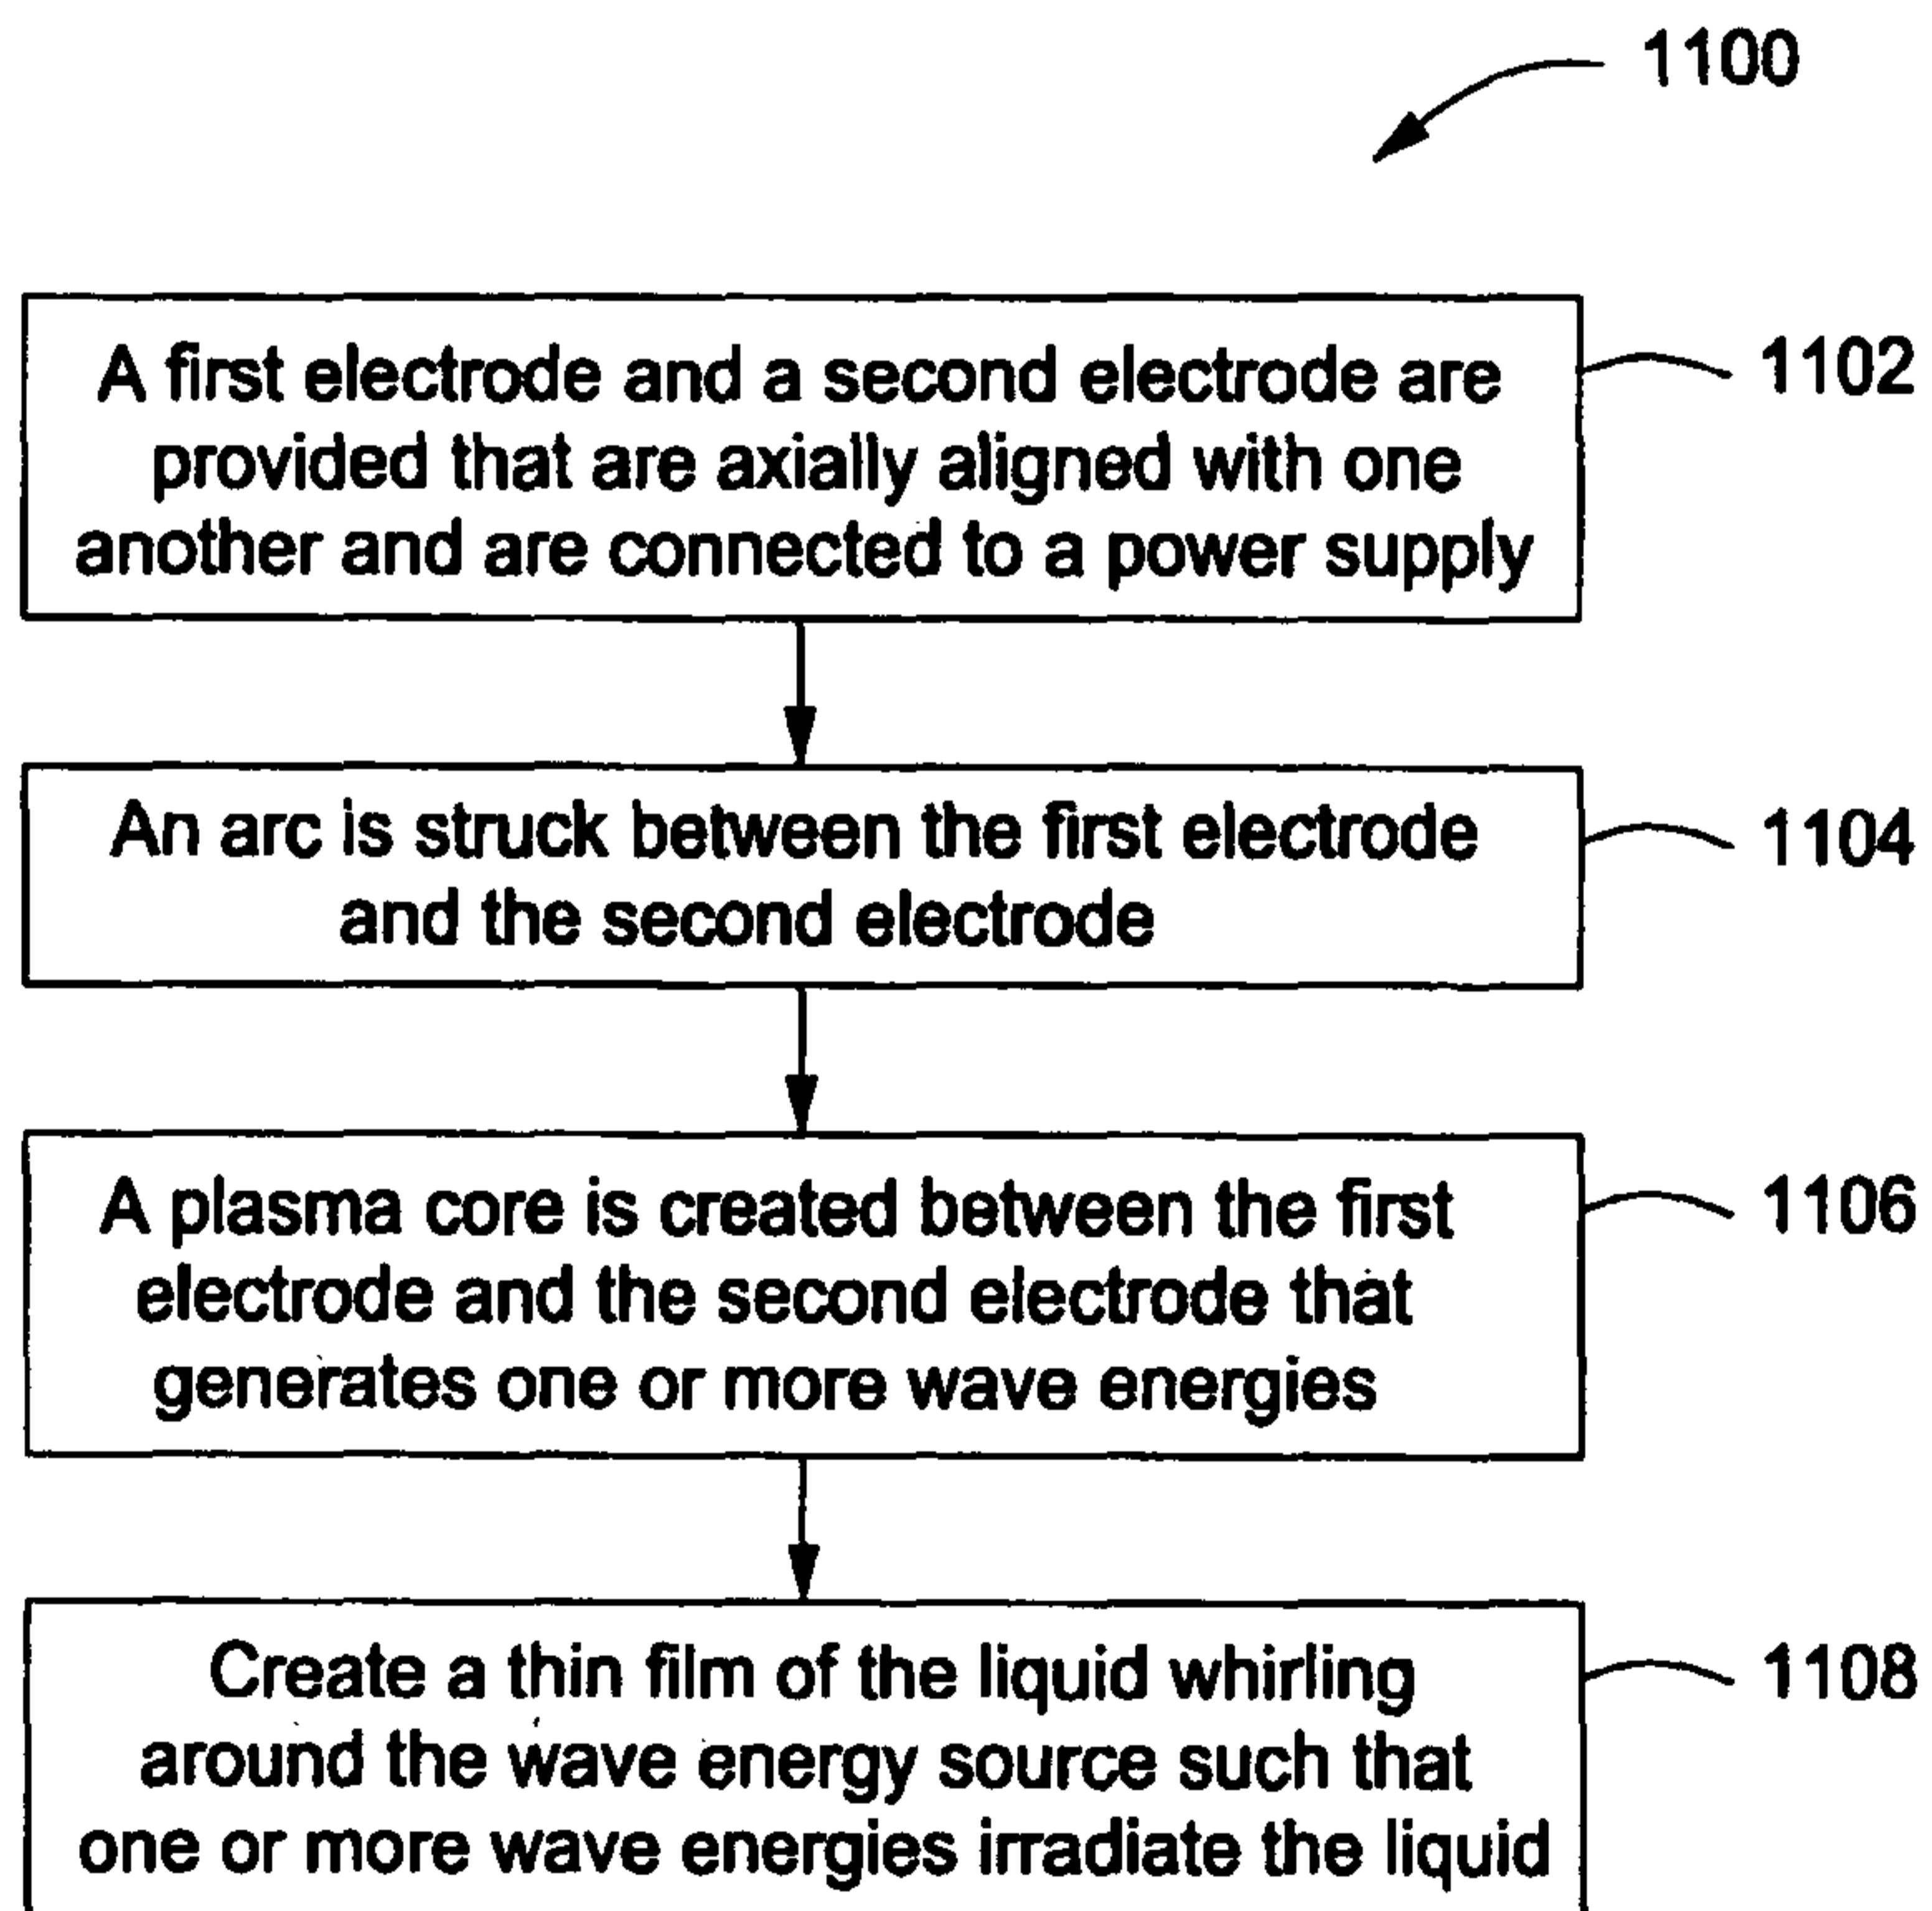 1100
A first electrode and a second electrode are
provided that are axially aligned with one
another and are connected to a power supply
1102
An arc is struck between the first electrode
and the second electrode
1104
A plasma core is created between the first
electrode and the second electrode that
generates one or more wave energies
1106
Create a thin film of the liquid whirling
around the wave energy source such that
one or more wave energies irradiate the liquid
1108